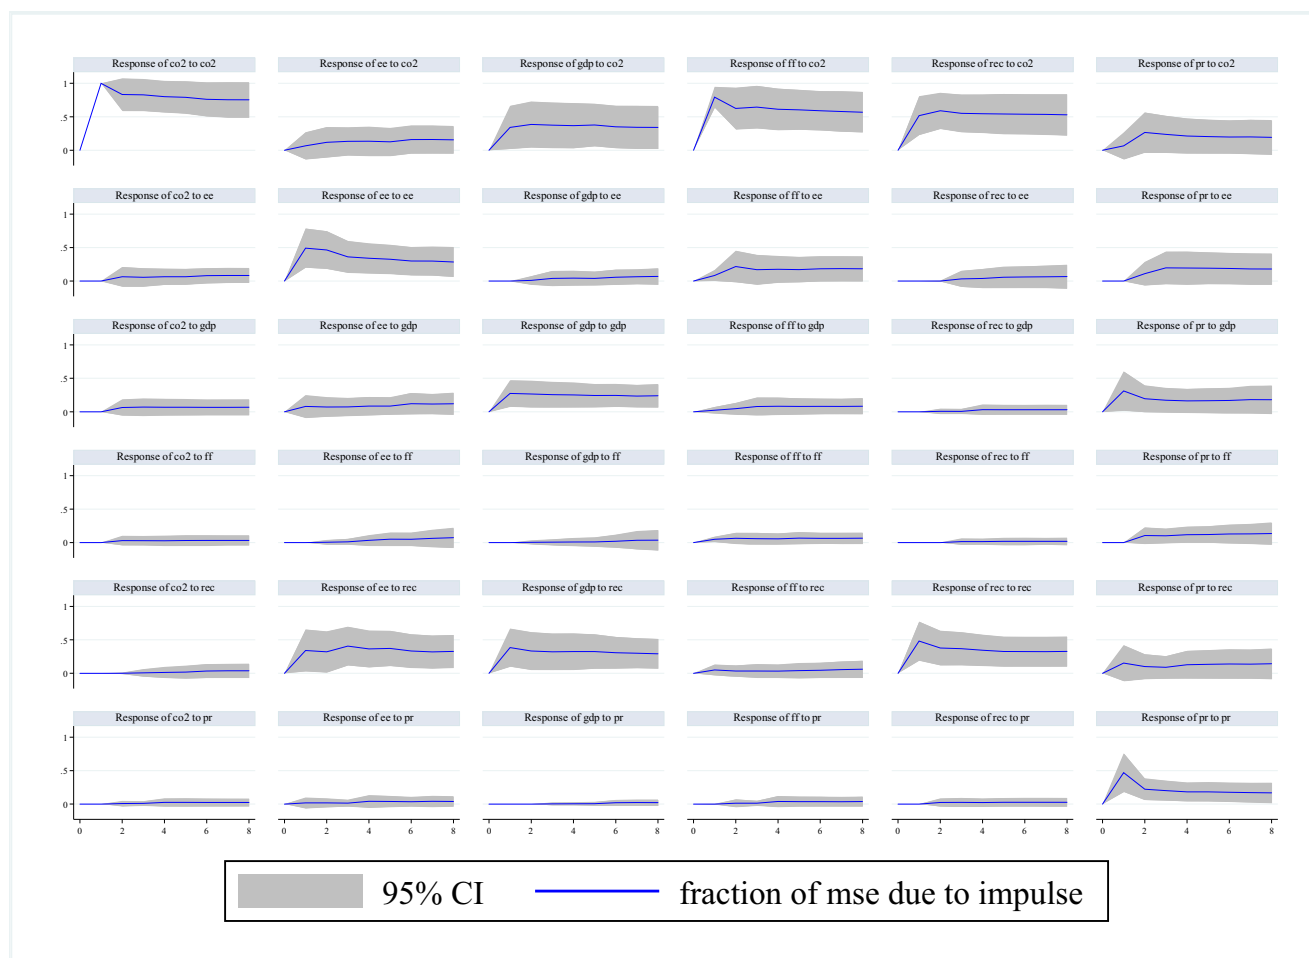 Response of co2 to co2 Response of ee to co2 Response of gdp to co2 Response of ff to co2 Response of rec to co2 Response of pr to co2
1
.5
0
Response of co2 to ee Response of ee to ee Response of gdp to ee Response of ff to ee Response of rec to ee Response of pr to ee
1
.5
0
Response of co2 to gdp Response of ee to gdp Response of gdp to gdp Response of ff to gdp Response of rec to gdp Response of pr to gdp
1
.5
0
Response of co2 to ff Response of ee to ff Response of gdp to ff Response of ff to ff Response of rec to ff Response of pr to ff
1
.5
0
Response of co2 to rec Response of ee to rec Response of gdp to rec Response of ff to rec Response of rec to rec Response of pr to rec
1
.5
0
Response of co2 to pr Response of ee to pr Response of gdp to pr Response of ff to pr Response of rec to pr Response of pr to pr
1
.5
0
0 2 4 6 8 0 2 4 6 8 0 2 4 6 8 0 2 4 6 8 0 2 4 6 8 0 2 4 6 8
95% CI fraction of mse due to impulse